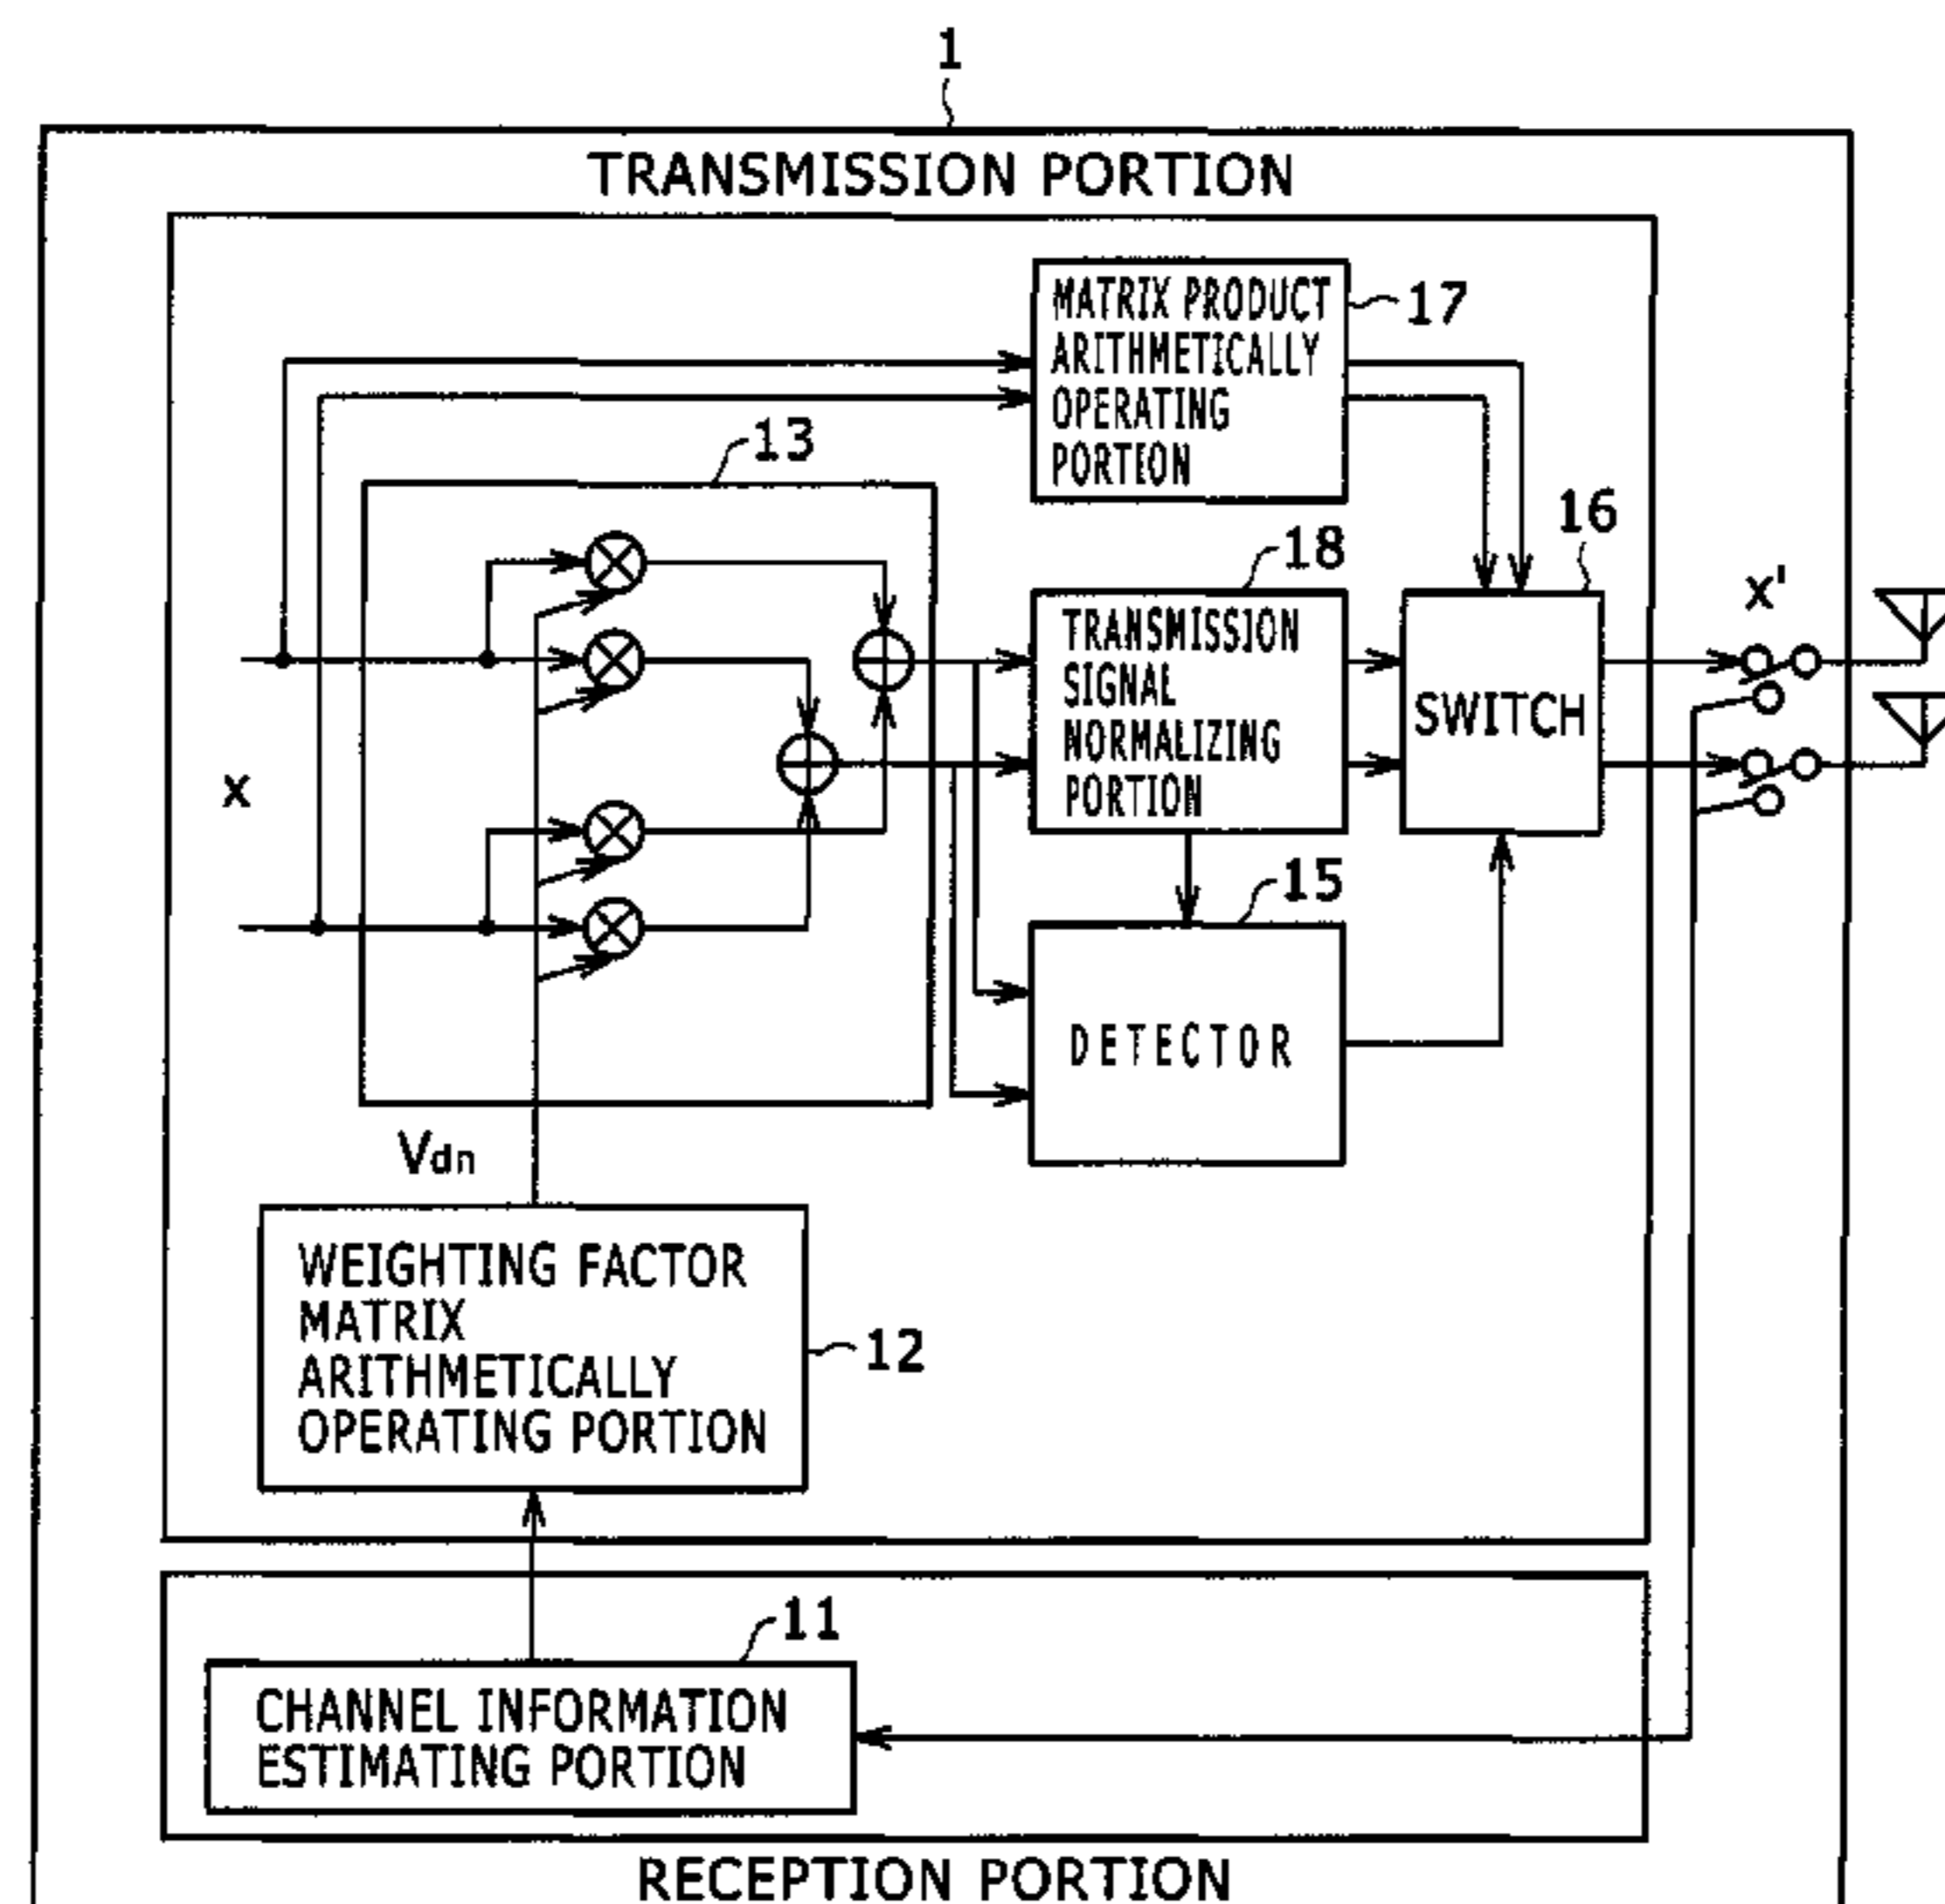 1
TRANSMISSION PORTION
MATRIX PRODUCT
ARITHMETICALLY
OPERATING
PORTION
17
13
16
18
x'
TRANSMISSION
SIGNAL
NORMALIZING
PORTION
SWITCH
x
15
DETECTOR
Vdn
WEIGHTING FACTOR
MATRIX
ARITHMETICALLY
OPERATING PORTION
12
11
CHANNEL INFORMATION
ESTIMATING PORTION
RECEPTION PORTION